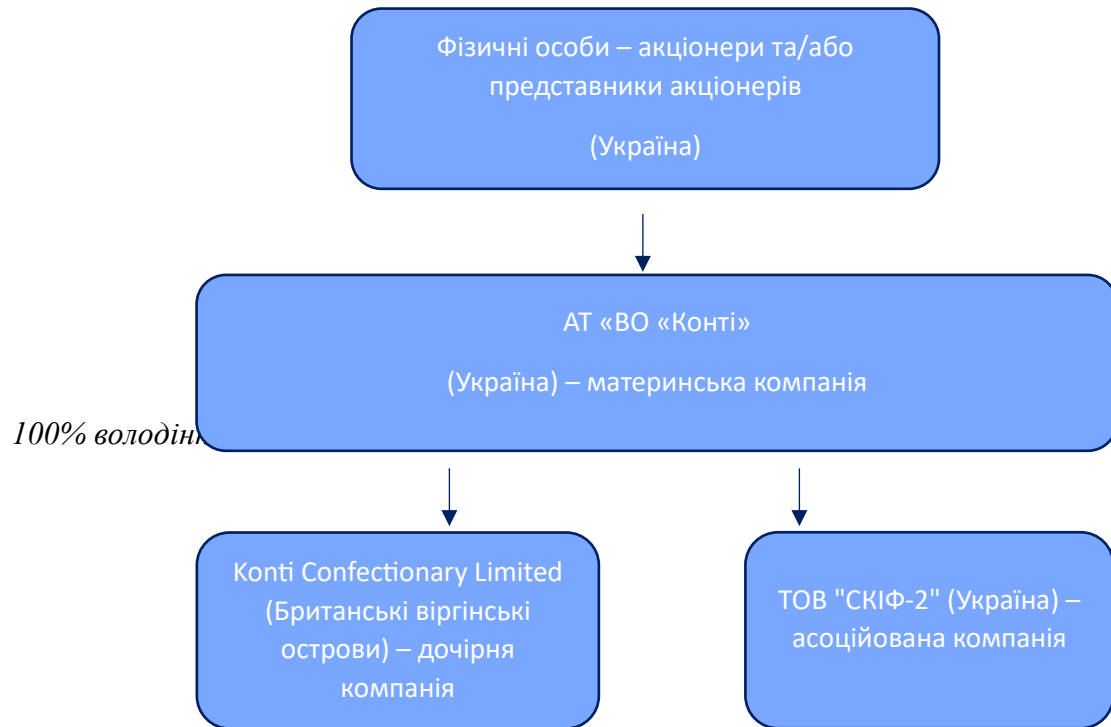 Фізичні особи – акціонери та/або
представники акціонерів
(Україна)
АТ «ВО «Конті»
(Україна) – материнська компанія
100%
Konti Confectionary Limited
(Британські віргінські
острови) – дочірня
компанія
ТОВ "СКІФ-2" (Україна) –
асоційована компанія